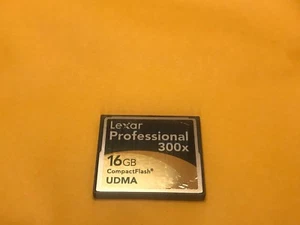 Lexar
Professional
300x
16GB
CompactFlash®
UDMA